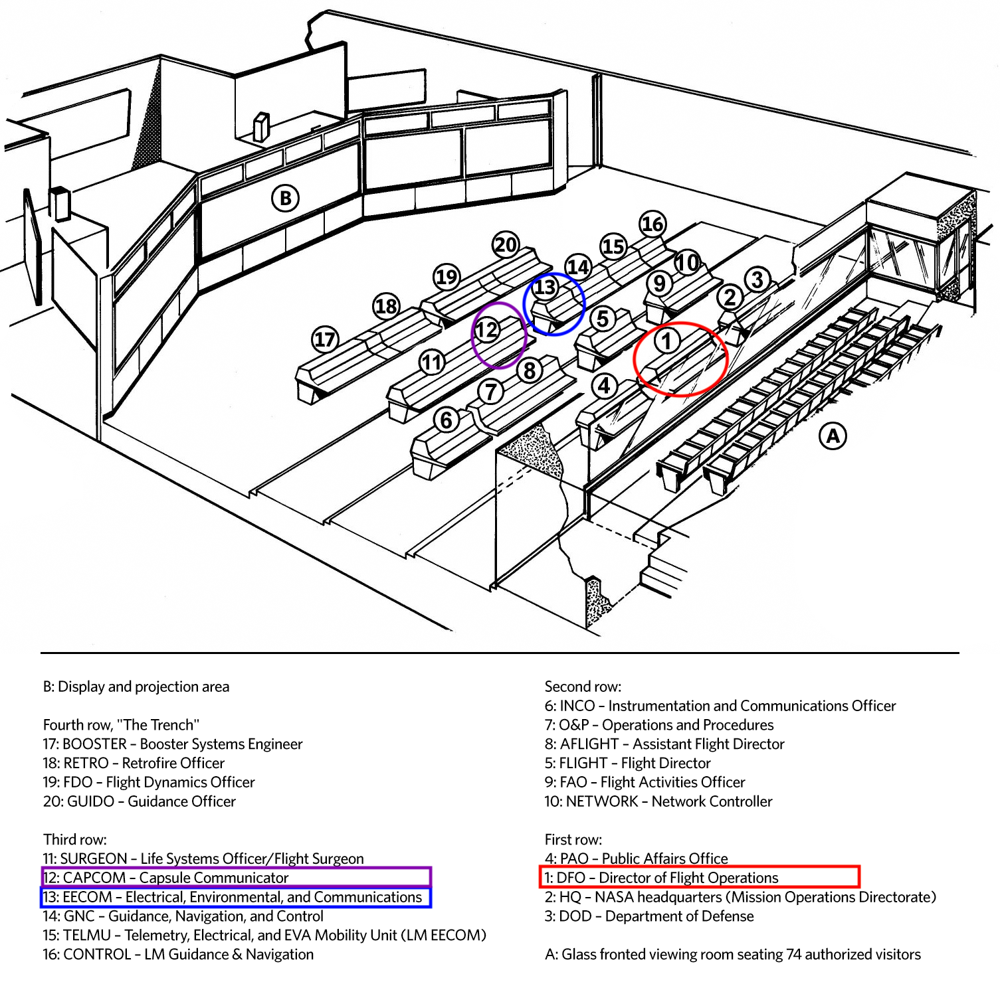 B
16
20
15
10
14
3
19
13
9
2
18
5
12
1
17
11
8
4
7
6
A
B: Display and projection area
Fourth row, "The Trench"
17: BOOSTER – Booster Systems Engineer
18: RETRO – Retrofire Officer
19: FDO – Flight Dynamics Officer
20: GUIDO – Guidance Officer
Third row:
11: SURGEON – Life Systems Officer/Flight Surgeon
12: CAPCOM – Capsule Communicator
13: EECOM – Electrical, Environmental, and Communications
14: GNC – Guidance, Navigation, and Control
15: TELMU – Telemetry, Electrical, and EVA Mobility Unit (LM EECOM)
16: CONTROL – LM Guidance & Navigation
Second row:
6: INCO – Instrumentation and Communications Officer
7: O&P – Operations and Procedures
8: AFLIGHT – Assistant Flight Director
5: FLIGHT – Flight Director
9: FAO – Flight Activities Officer
10: NETWORK – Network Controller
First row:
4: PAO – Public Affairs Office
1: DFO – Director of Flight Operations
2: HQ – NASA headquarters (Mission Operations Directorate)
3: DOD – Department of Defense
A: Glass fronted viewing room seating 74 authorized visitors